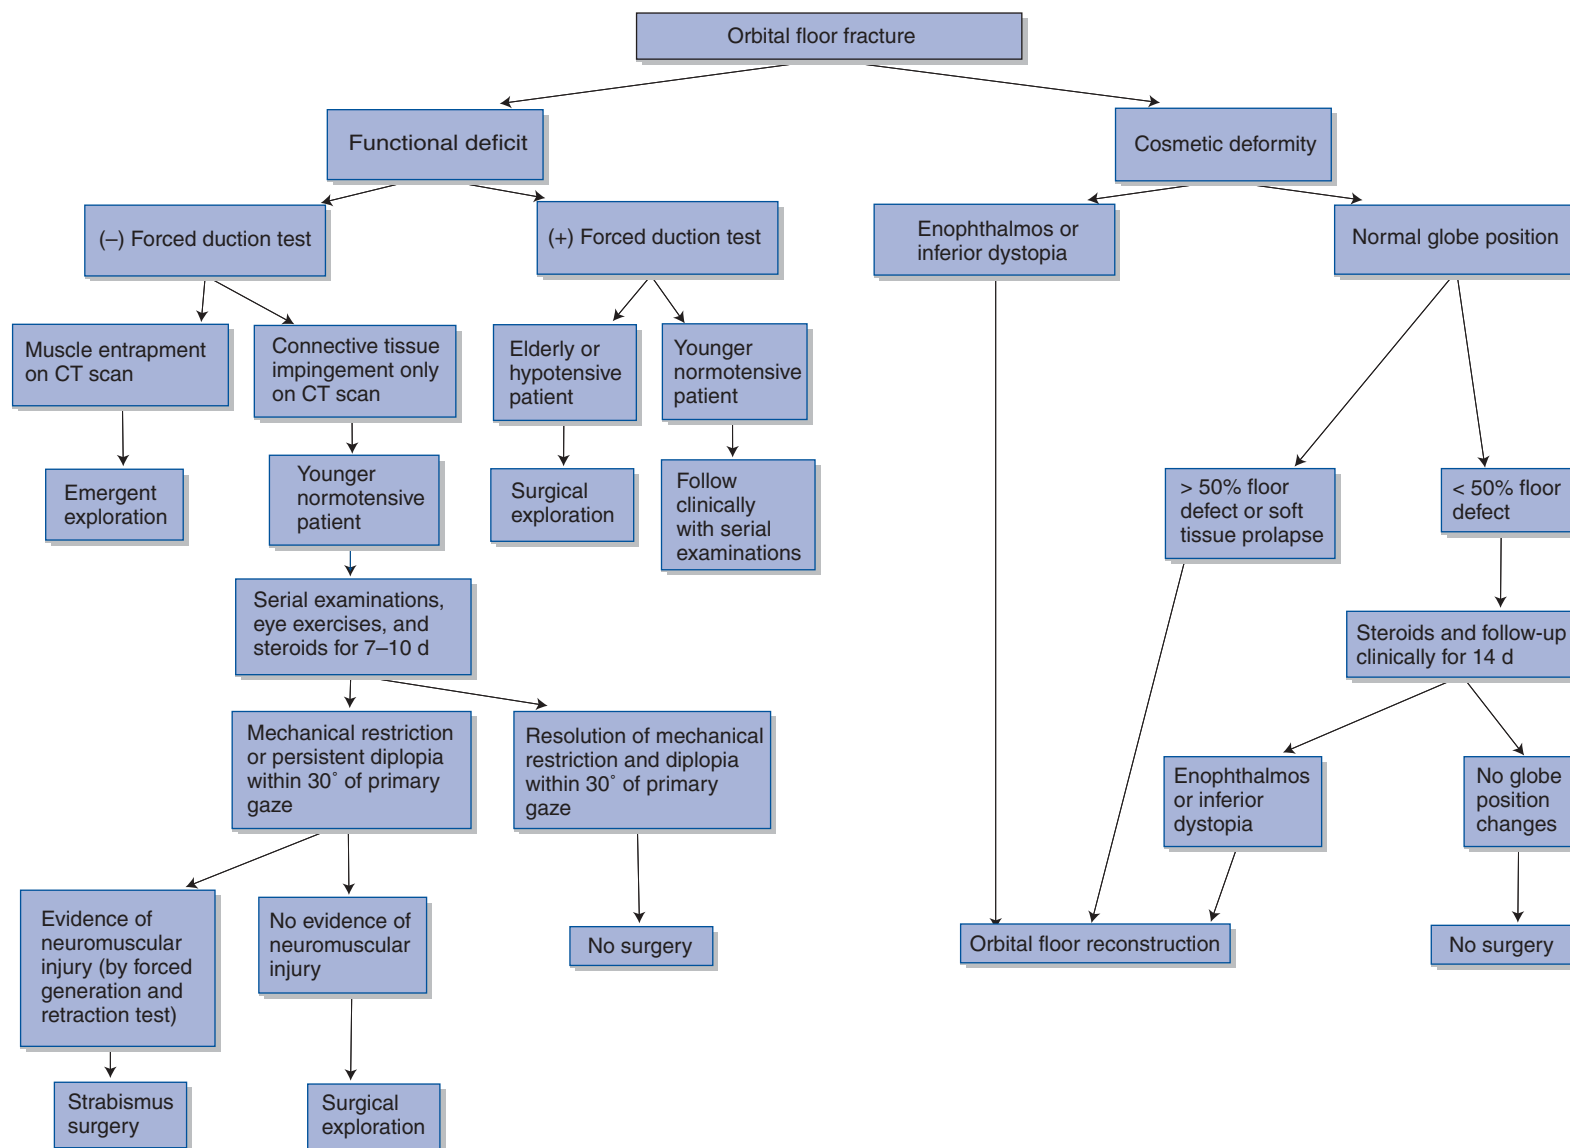 Orbital floor fracture
Functional deficit
Cosmetic deformity
(–) Forced duction test
(+) Forced duction test
Enophthalmos or
inferior dystopia
Normal globe position
Muscle entrapment
on CT scan
Connective tissue
impingement only
on CT scan
Elderly or
hypotensive
patient
Younger
normotensive
patient
Emergent
exploration
Younger
normotensive
patient
Surgical
exploration
Follow
clinically
with serial
examinations
> 50% floor
defect or soft
tissue prolapse
< 50% floor
defect
Serial examinations,
eye exercises, and
steroids for 7–10 d
Steroids and follow-up
clinically for 14 d
Mechanical restriction
or persistent diplopia
within 30˚ of primary
gaze
Resolution of mechanical
restriction and diplopia
within 30˚ of primary
gaze
Enophthalmos
or inferior
dystopia
No globe
position
changes
Evidence of
neuromuscular
injury (by forced
generation and
retraction test)
No evidence of
neuromuscular
injury
No surgery
Orbital floor reconstruction
No surgery
Strabismus
surgery
Surgical
exploration